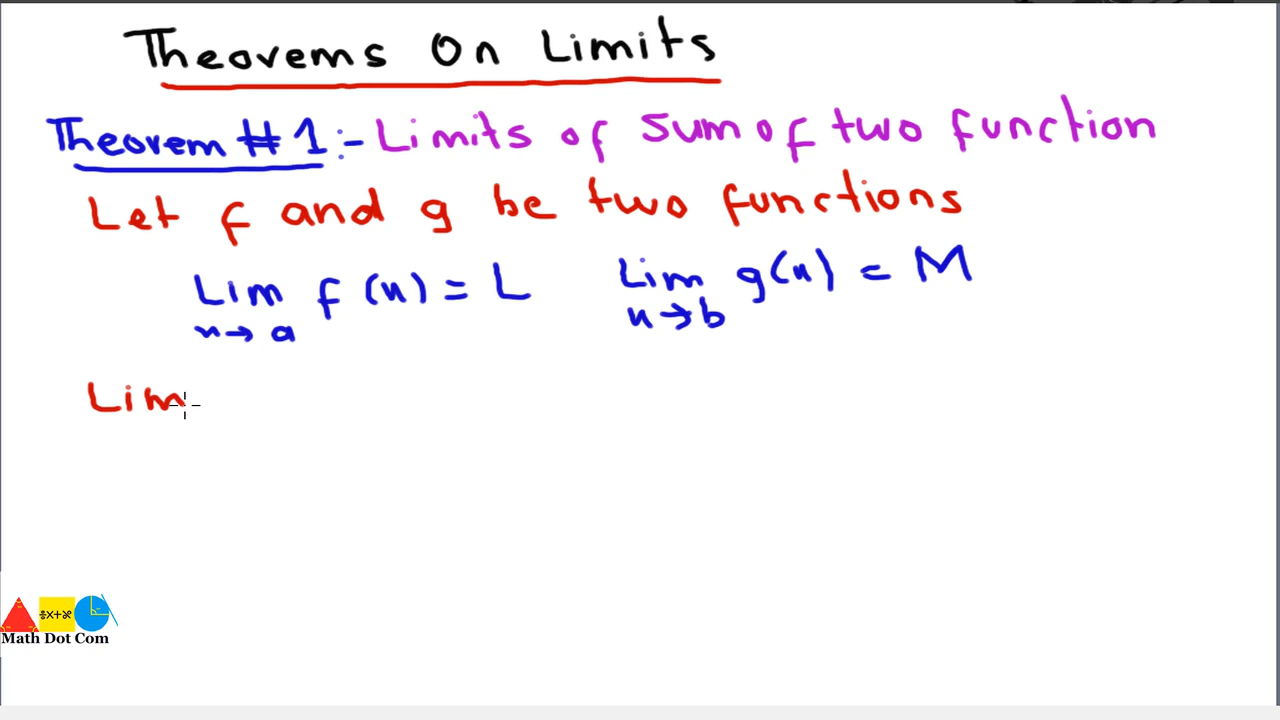 Theorems On Limits
Theorem # 1:- Limits of sum of two function
Let f and g be two functions
Lim f(x) = L Lim g(x) = M
x→a x→b
Lim
÷x+
Math Dot Com